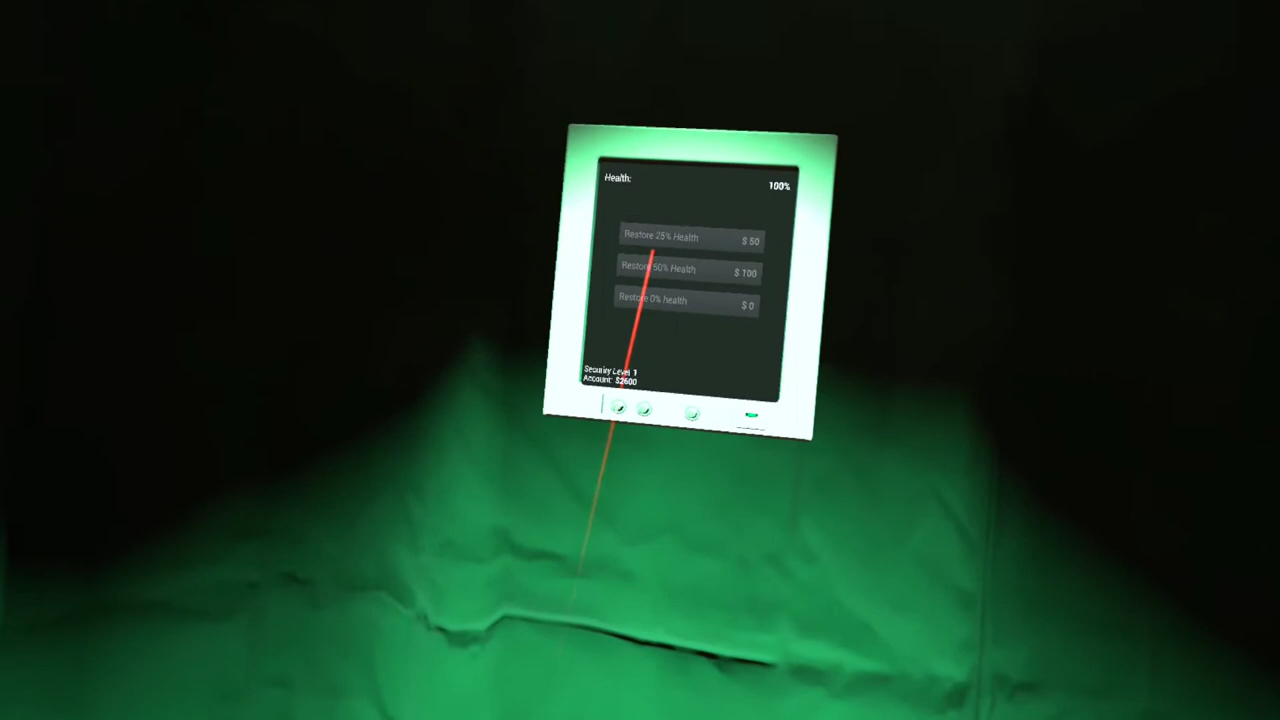 Health:
100%
Restore 25% Health $ 50
Restore 50% Health $ 100
Restore 0% health $ 0
Security Level 1
Account: $2600